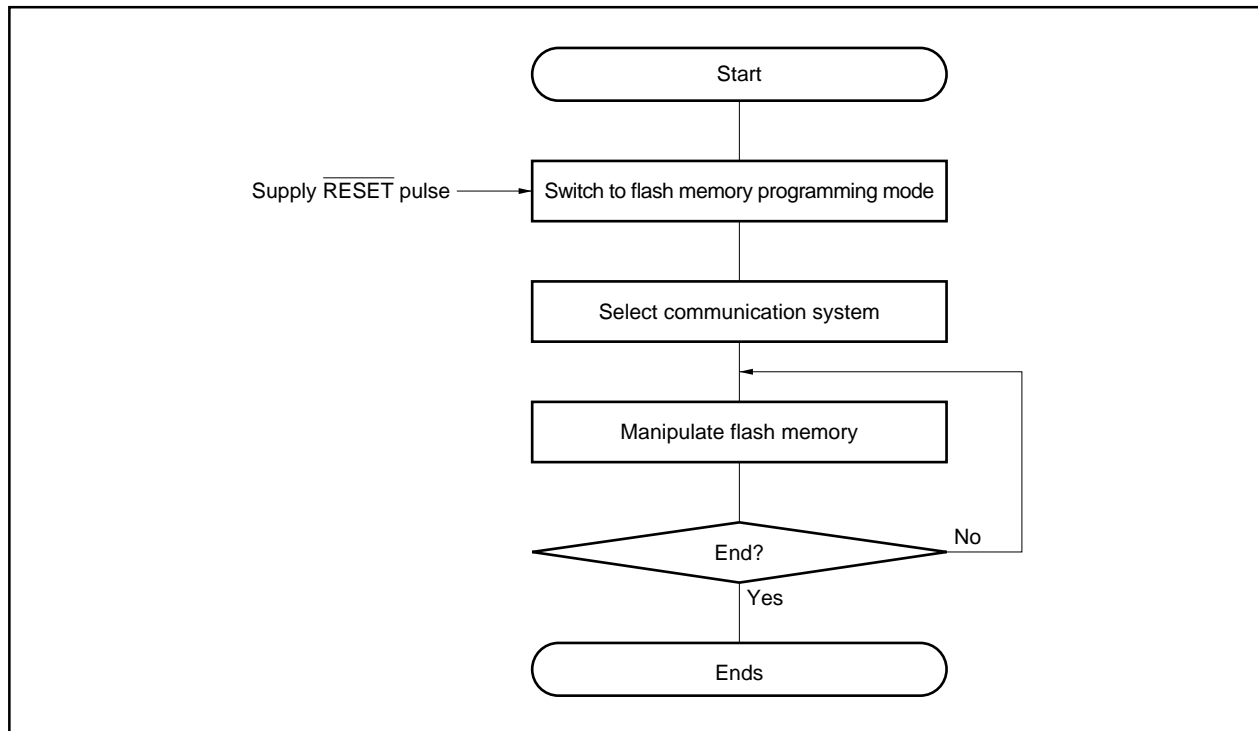 Start
Supply RESET pulse
Switch to flash memory programming mode
Select communication system
Manipulate flash memory
End?
No
Yes
Ends